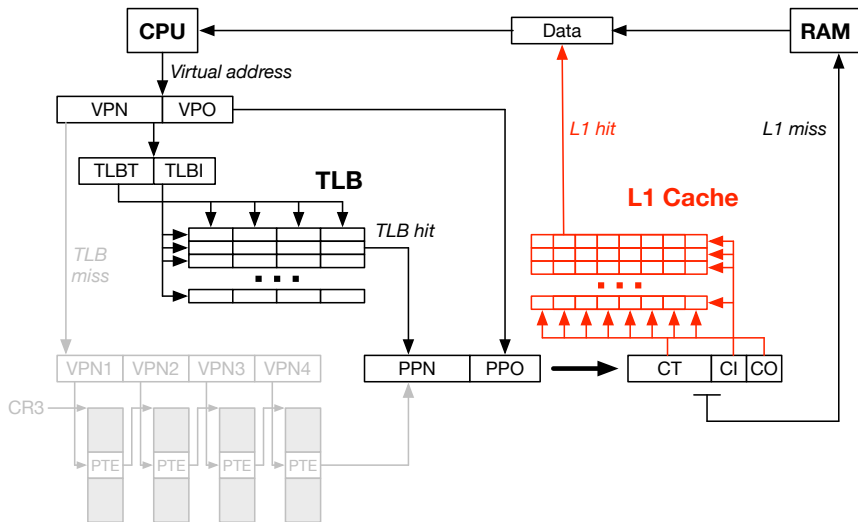 CPU
Data
RAM
Virtual address
VPN
VPO
L1 hit
L1 miss
TLBT
TLBI
TLB
L1 Cache
TLB hit
TLB
miss
VPN1
VPN2
VPN3
VPN4
PPN
PPO
CT
CI
CO
CR3
PTE
PTE
PTE
PTE